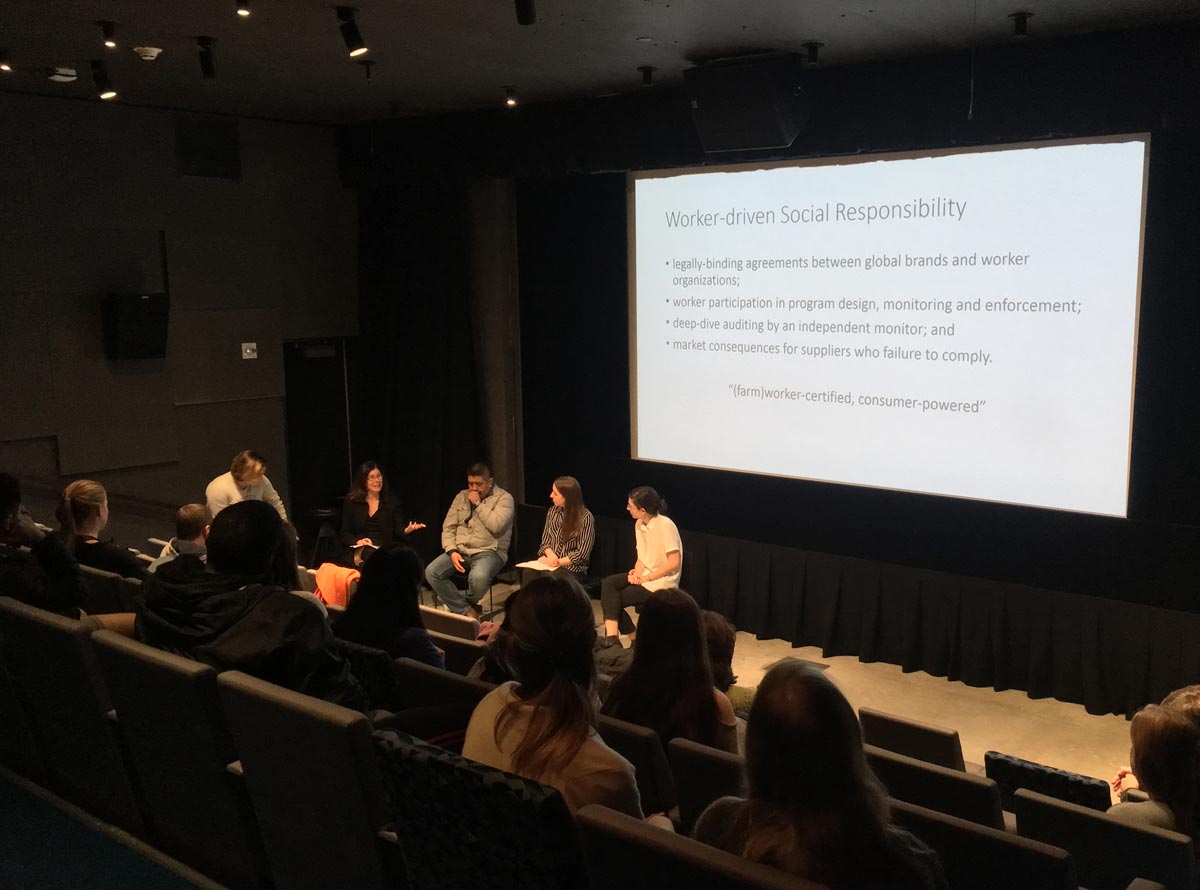 Worker-driven Social Responsibility
• legally-binding agreements between global brands and worker
organizations;
• worker participation in program design, monitoring and enforcement;
• deep-dive auditing by an independent monitor; and
• market consequences for suppliers who failure to comply.
“(farm)worker-certified, consumer-powered”